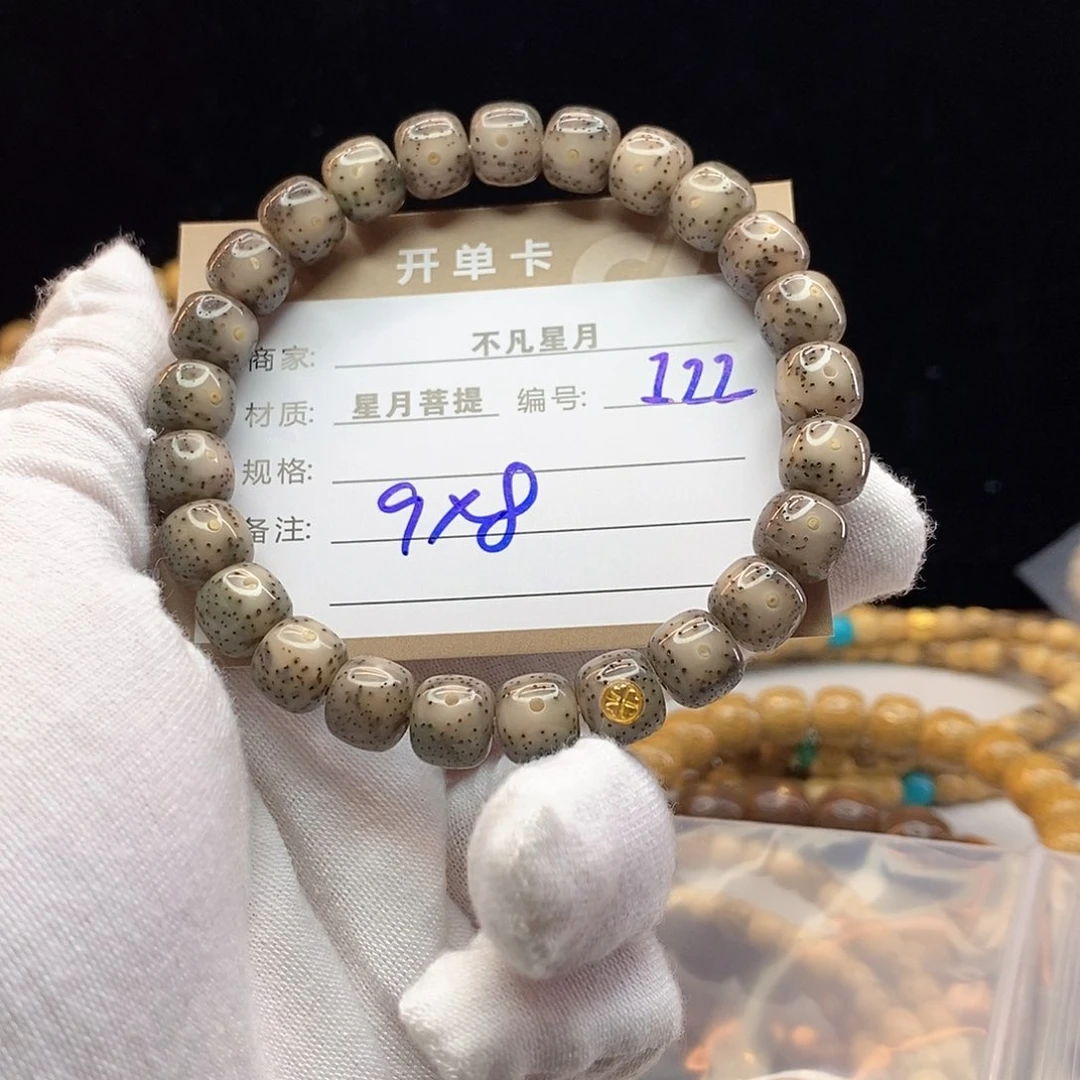 开单卡
商家: 不凡星月
材质: 星月菩提 编号: 122
规格:
备注: 9x8